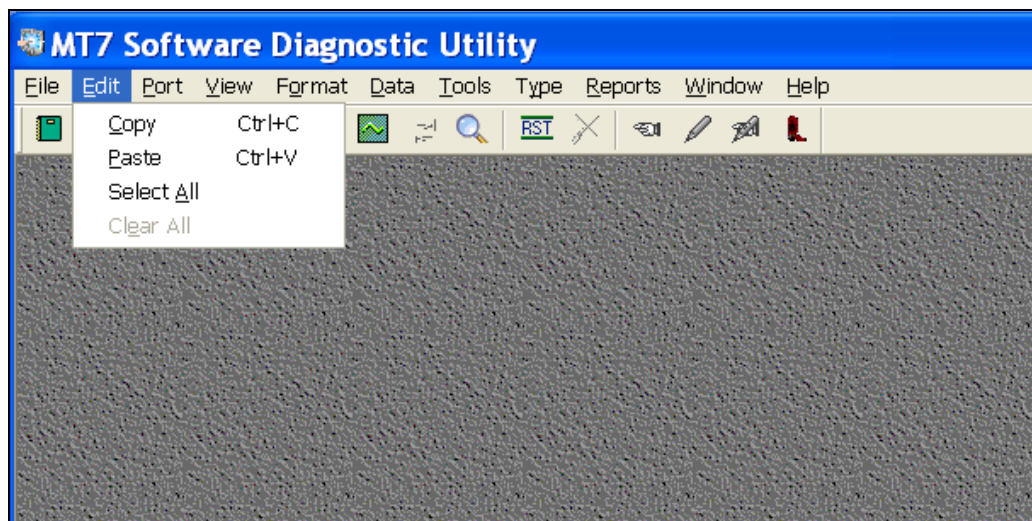 MT7 Software Diagnostic Utility
File Edit Port View Format Data Tools Type Reports Window Help
Copy Ctrl+C
RST
Paste Ctrl+V
Select All
Clear All